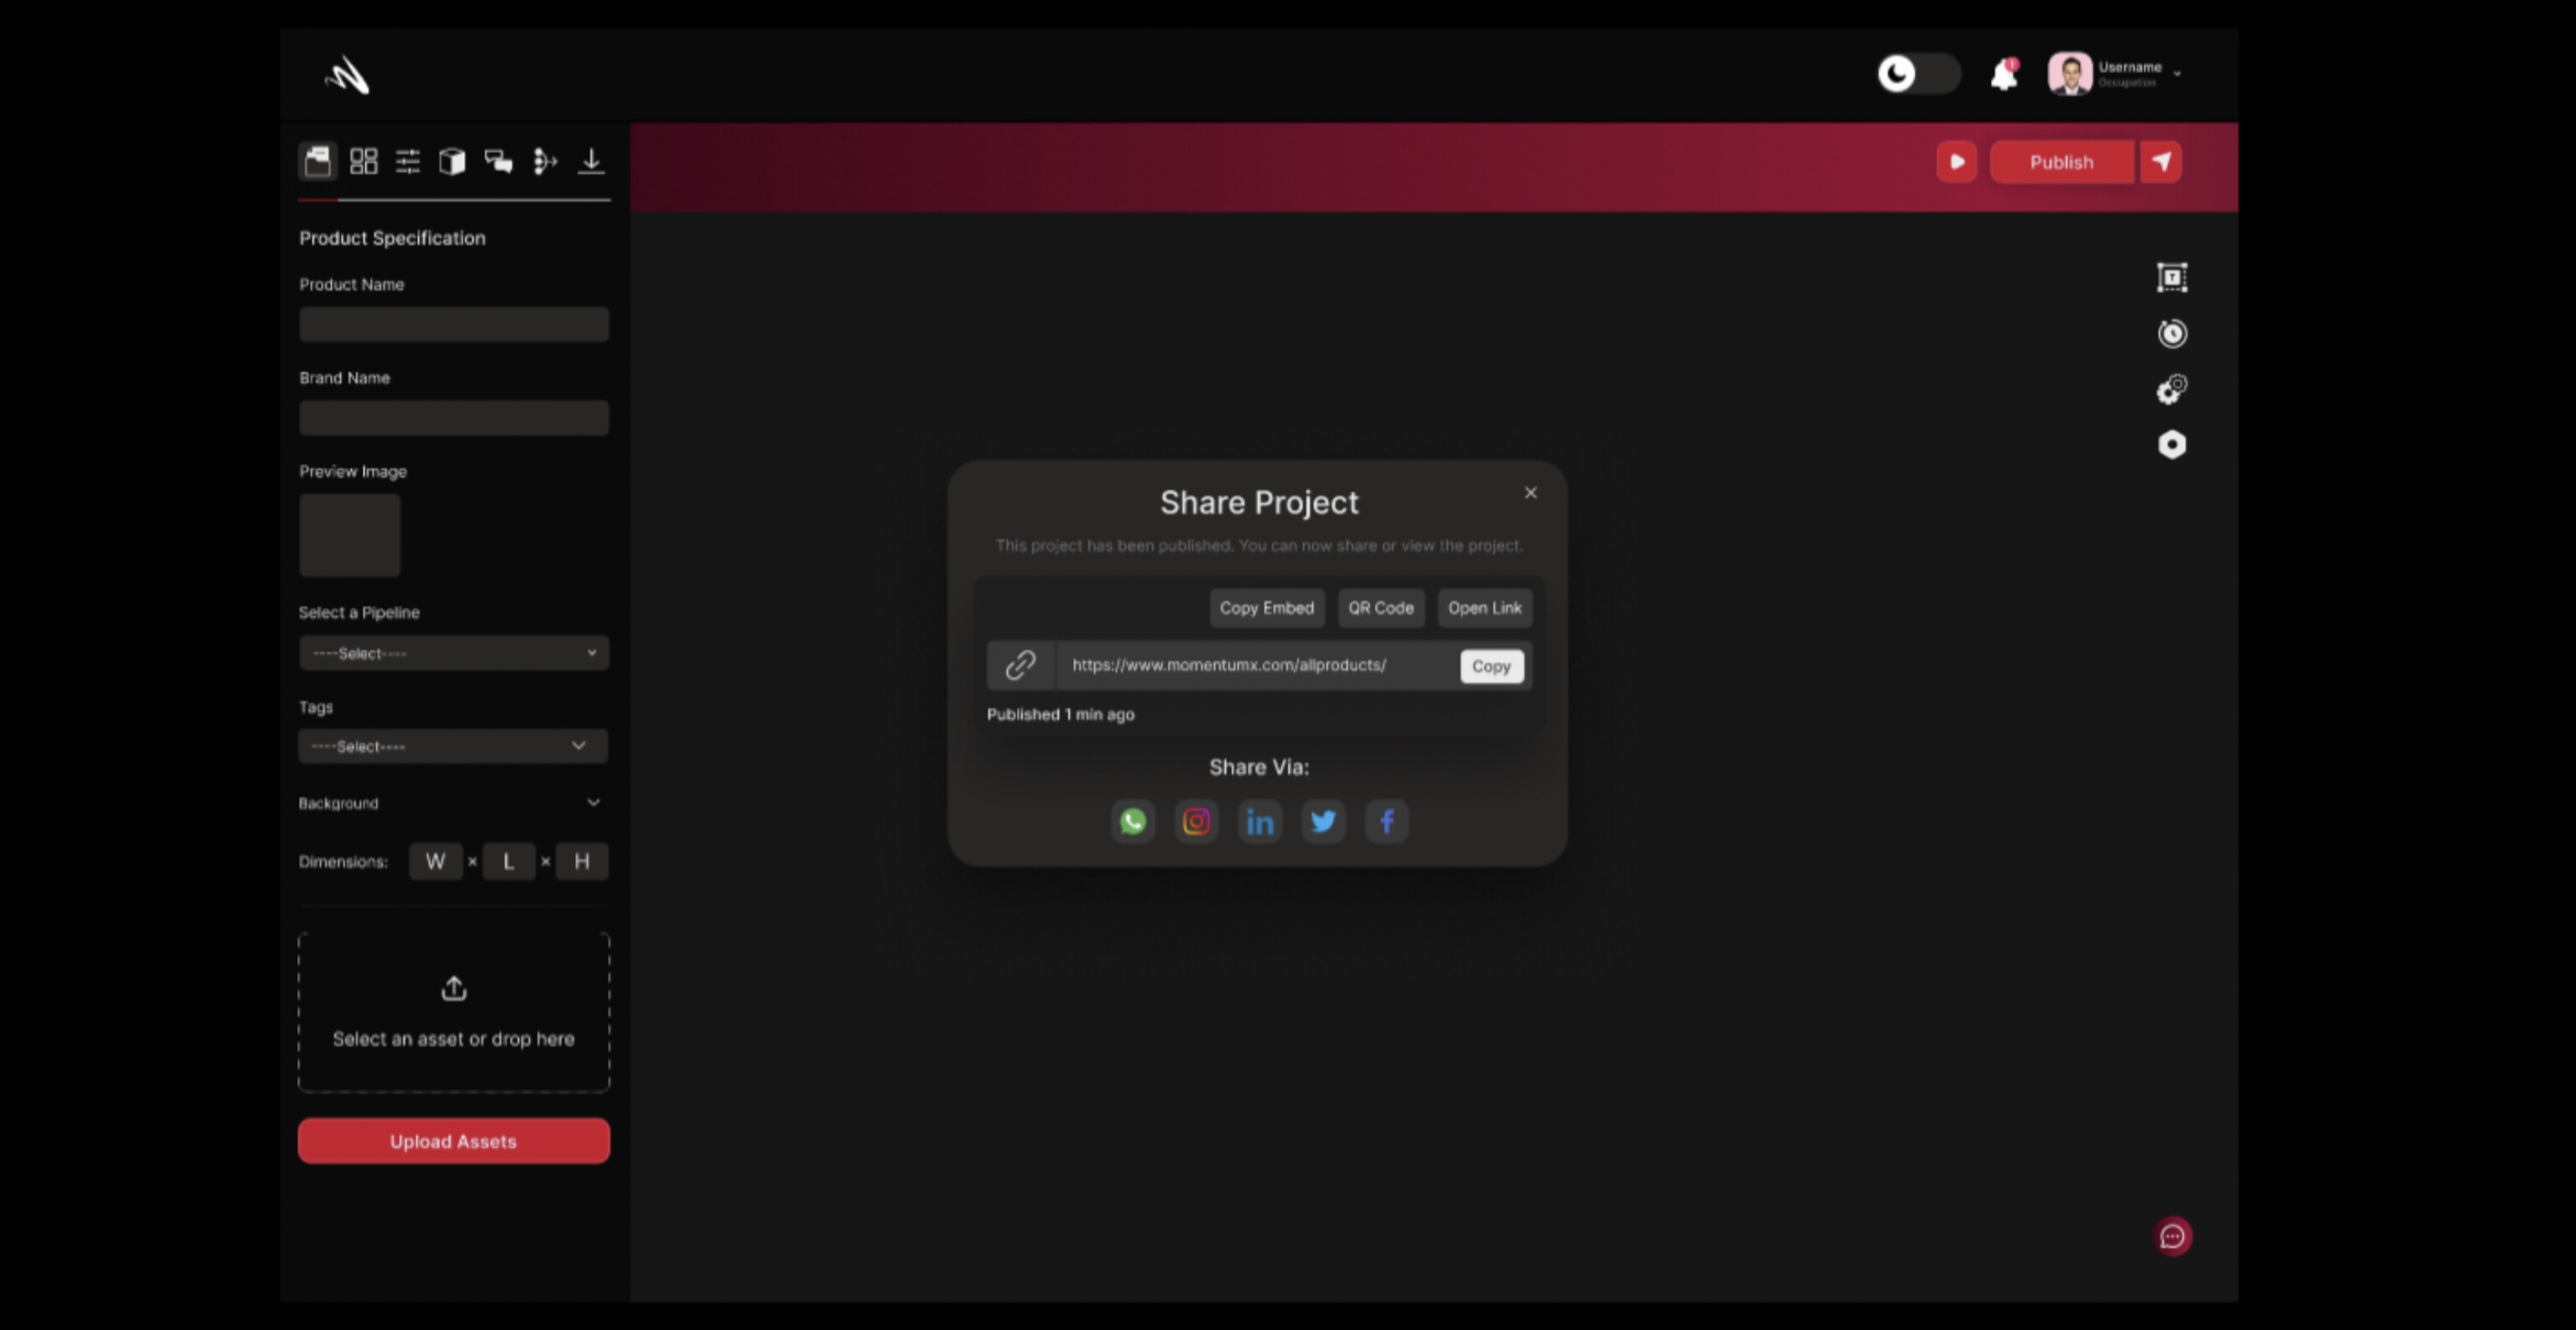 Username
Occupation
Publish
Product Specification
Product Name
Brand Name
Preview Image
Select a Pipeline
----Select----
Tags
----Select----
Background
Dimensions: W × L × H
Select an asset or drop here
Upload Assets
Share Project
This project has been published. You can now share or view the project.
Copy Embed QR Code Open Link
https://www.momentumx.com/allproducts/ Copy
Published 1 min ago
Share Via: